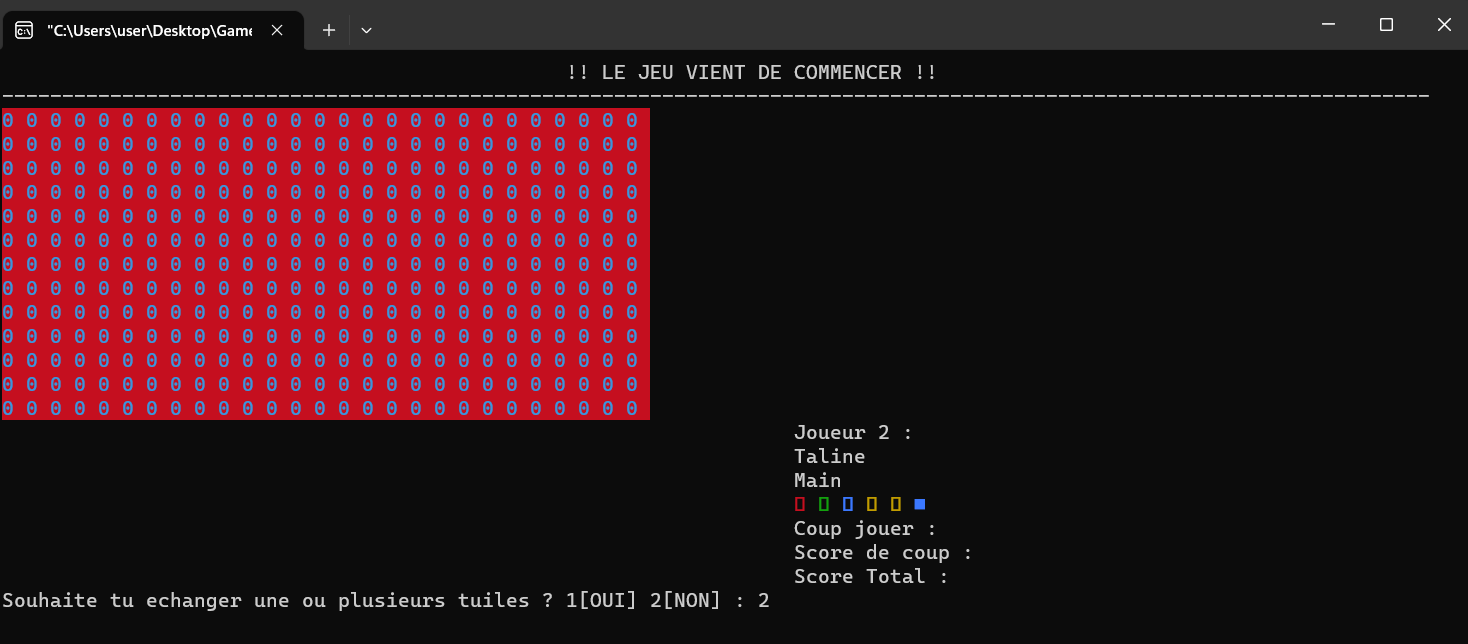 "C:\Users\user\Desktop\Game
!! LE JEU VIENT DE COMMENCER !!
0 0 0 0 0 0 0 0 0 0 0 0 0 0 0 0 0 0 0 0 0 0 0 0 0 0 0
0 0 0 0 0 0 0 0 0 0 0 0 0 0 0 0 0 0 0 0 0 0 0 0 0 0 0
0 0 0 0 0 0 0 0 0 0 0 0 0 0 0 0 0 0 0 0 0 0 0 0 0 0 0
0 0 0 0 0 0 0 0 0 0 0 0 0 0 0 0 0 0 0 0 0 0 0 0 0 0 0
0 0 0 0 0 0 0 0 0 0 0 0 0 0 0 0 0 0 0 0 0 0 0 0 0 0 0
0 0 0 0 0 0 0 0 0 0 0 0 0 0 0 0 0 0 0 0 0 0 0 0 0 0 0
0 0 0 0 0 0 0 0 0 0 0 0 0 0 0 0 0 0 0 0 0 0 0 0 0 0 0
0 0 0 0 0 0 0 0 0 0 0 0 0 0 0 0 0 0 0 0 0 0 0 0 0 0 0
0 0 0 0 0 0 0 0 0 0 0 0 0 0 0 0 0 0 0 0 0 0 0 0 0 0 0
0 0 0 0 0 0 0 0 0 0 0 0 0 0 0 0 0 0 0 0 0 0 0 0 0 0 0
0 0 0 0 0 0 0 0 0 0 0 0 0 0 0 0 0 0 0 0 0 0 0 0 0 0 0
0 0 0 0 0 0 0 0 0 0 0 0 0 0 0 0 0 0 0 0 0 0 0 0 0 0 0
0 0 0 0 0 0 0 0 0 0 0 0 0 0 0 0 0 0 0 0 0 0 0 0 0 0 0
Joueur 2 :
Taline
Main
Coup jouer :
Score de coup :
Score Total :
Souhaite tu echanger une ou plusieurs tuiles ? 1[OUI] 2[NON] : 2